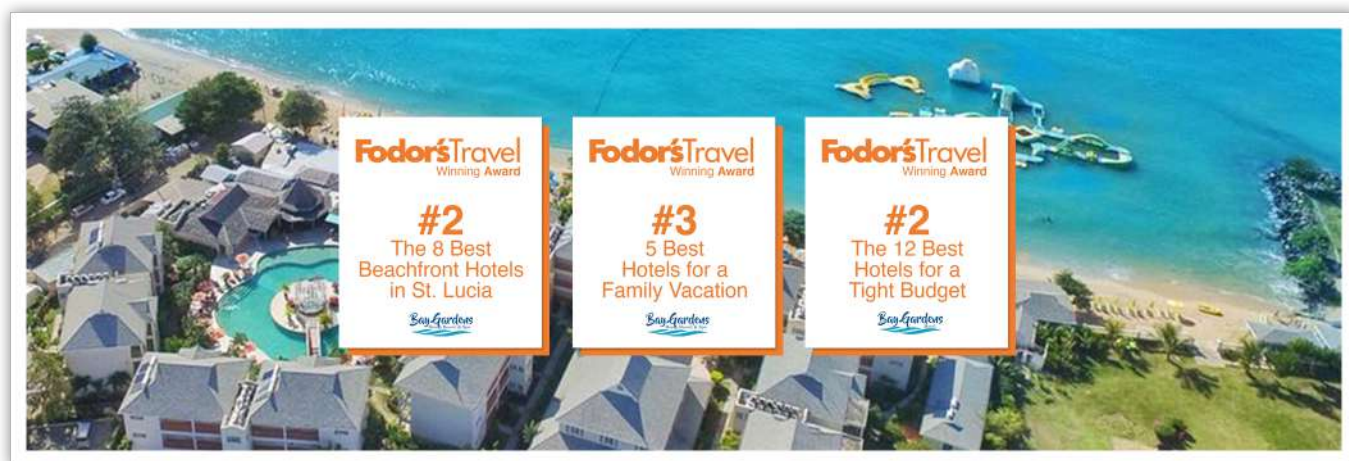 Fodor'sTravel
Winning Award
#2
The 8 Best
Beachfront Hotels
in St. Lucia
Bay Gardens
Fodor'sTravel
Winning Award
#3
5 Best
Hotels for a
Family Vacation
Bay Gardens
Fodor'sTravel
Winning Award
#2
The 12 Best
Hotels for a
Tight Budget
Bay Gardens